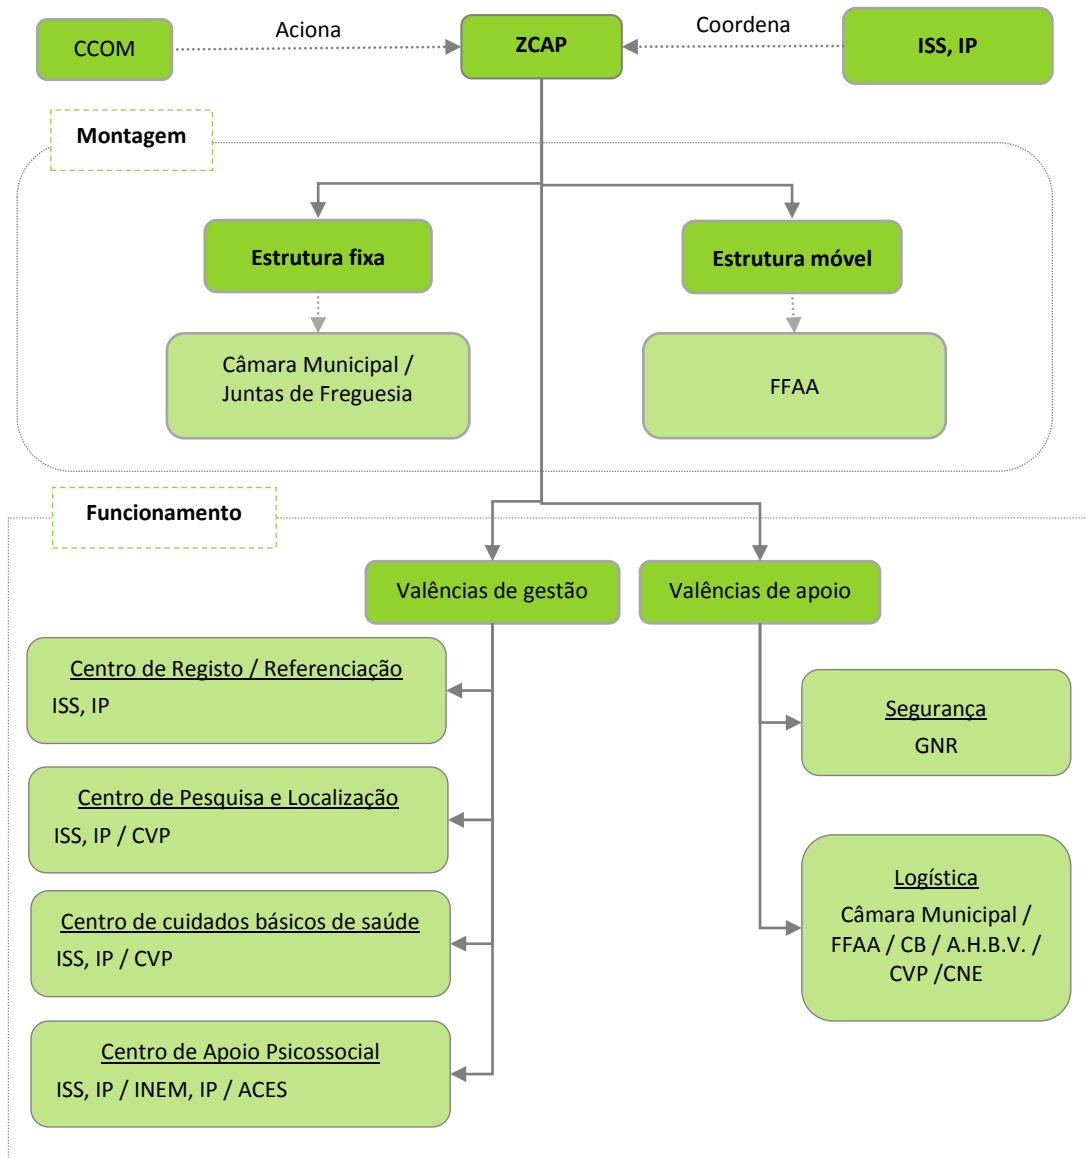 CCOM
Aciona
ZCAP
Coordena
ISS, IP
Montagem
Estrutura fixa
Estrutura móvel
Câmara Municipal /
Juntas de Freguesia
FFAA
Funcionamento
Valências de gestão
Valências de apoio
Centro de Registo / Referenciação
ISS, IP
Centro de Pesquisa e Localização
ISS, IP / CVP
Centro de cuidados básicos de saúde
ISS, IP / CVP
Centro de Apoio Psicossocial
ISS, IP / INEM, IP / ACES
Segurança
GNR
Logística
Câmara Municipal /
FFAA / CB / A.H.B.V. /
CVP /CNE